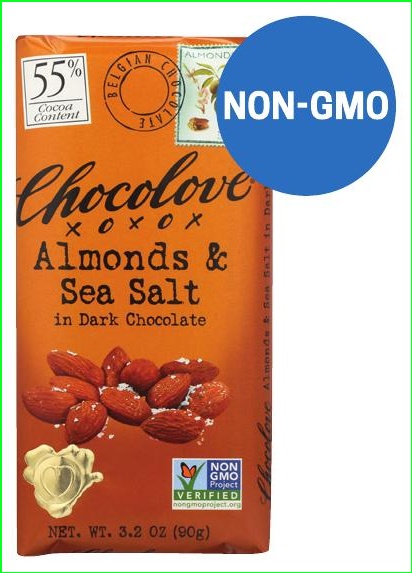 55%
Cocoa
Content
BELGIAN CHOCOLATE
ALMOND
NON-GMO
Chocolove
xoxox
Almonds &
Sea Salt
in Dark Chocolate
Chocolove Almonds & Sea Salt in Dark
NON
GMO
Project
VERIFIED
nongmoproject.org
NET. WT. 3.2 OZ (90g)